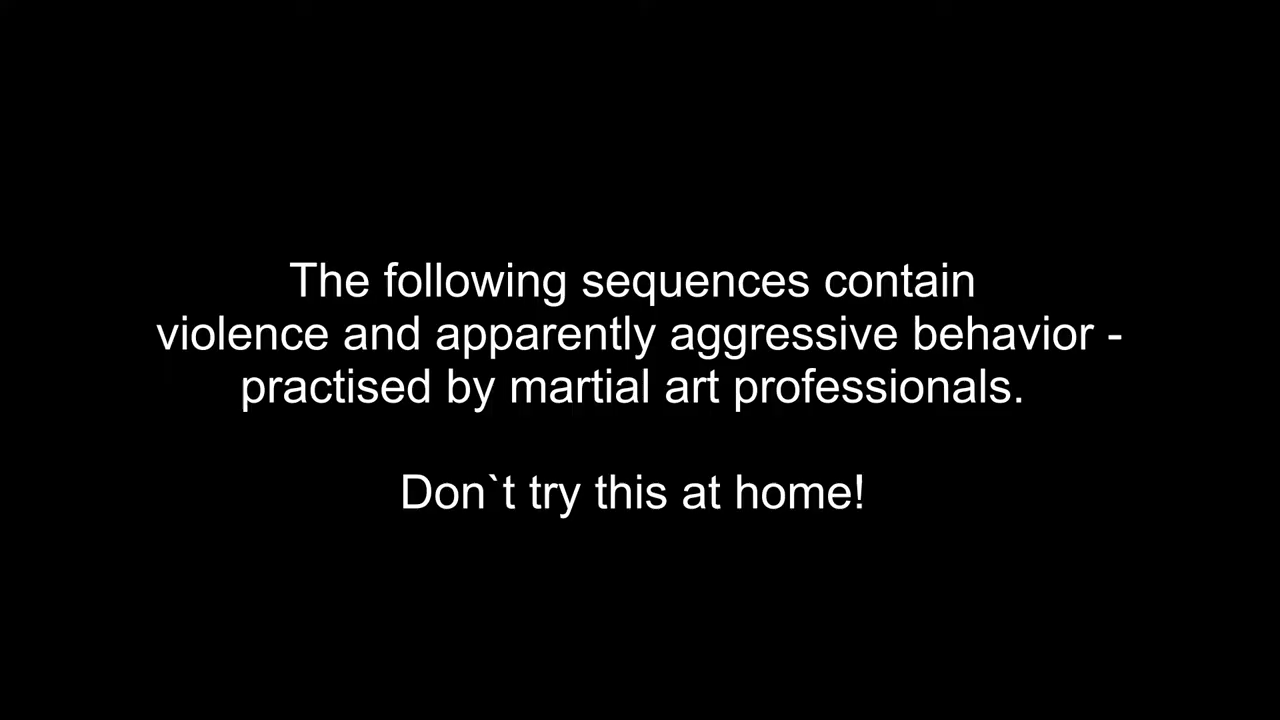 The following sequences contain
violence and apparently aggressive behavior -
practised by martial art professionals.
Don`t try this at home!